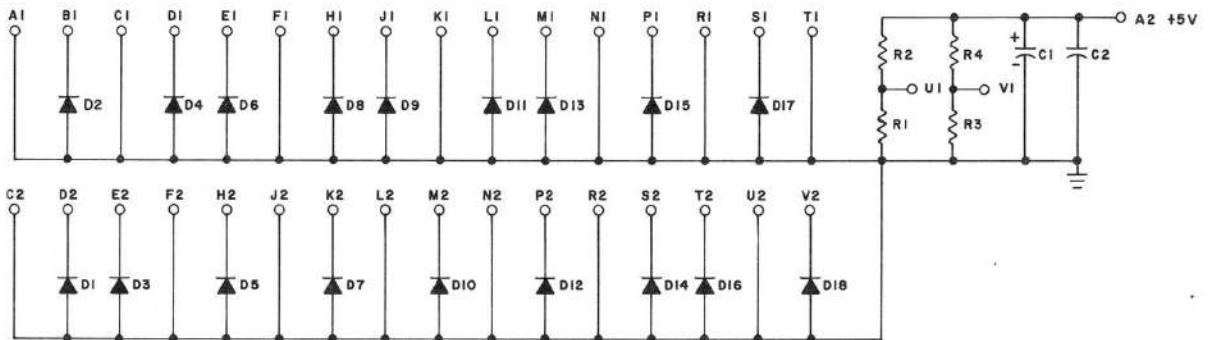 A1 B1 C1 D1 E1 F1 H1 J1 K1 L1 M1 N1 P1 R1 S1 T1
A2 +5V
R2 R4 + - C1 C2
D2 D4 D6 D8 D9 D11 D13 D15 D17
U1 V1
R1 R3
C2 D2 E2 F2 H2 J2 K2 L2 M2 N2 P2 R2 S2 T2 U2 V2
D1 D3 D5 D7 D10 D12 D14 D16 D18